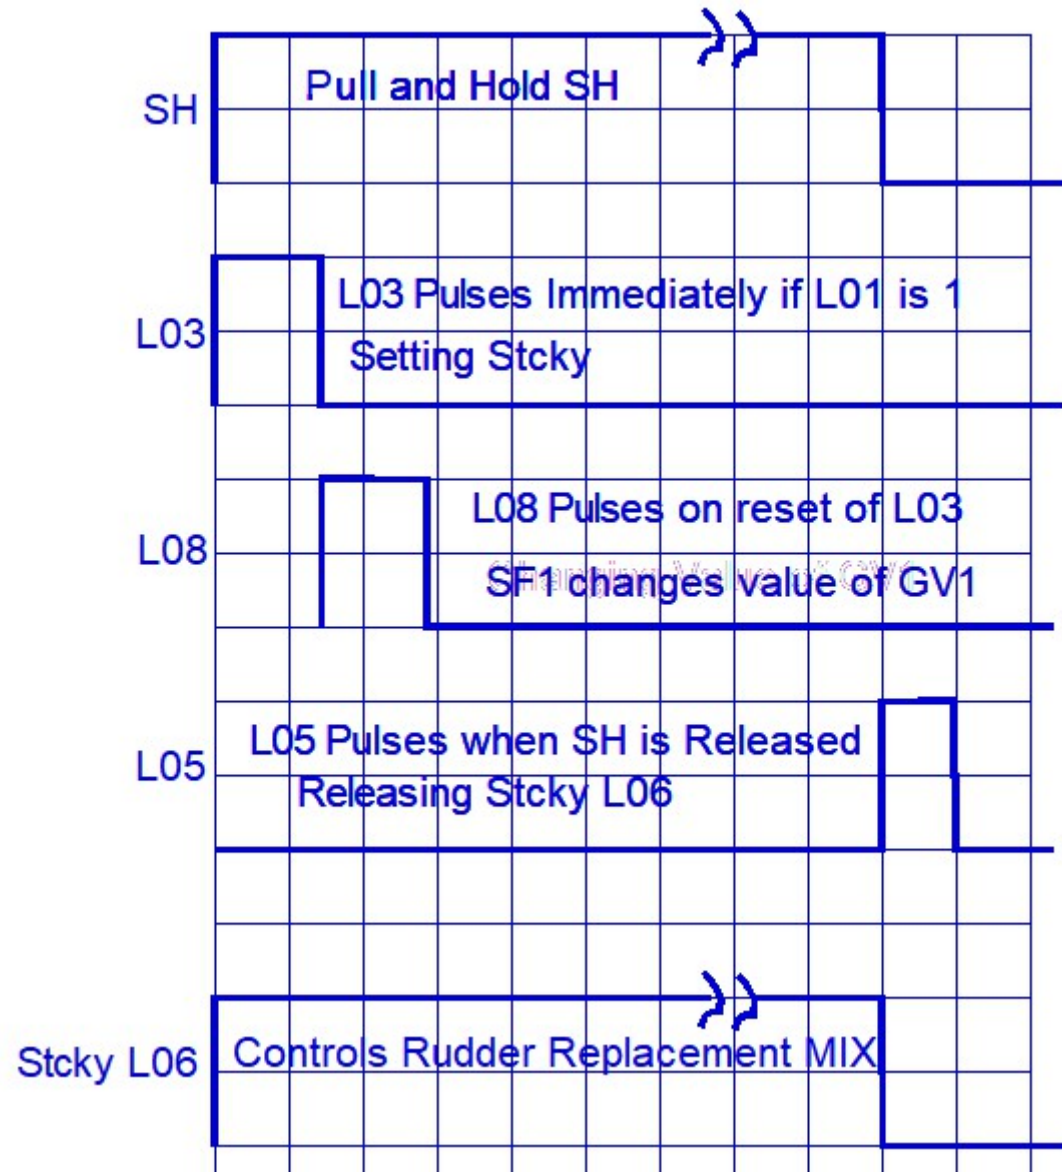 SH
Pull and Hold SH
L03
L03 Pulses Immediately if L01 is 1
Setting Stcky
L08
L08 Pulses on reset of L03
SF1 changes value of GV1
L05
L05 Pulses when SH is Released
Releasing Stcky L06
Stcky L06
Controls Rudder Replacement MIX